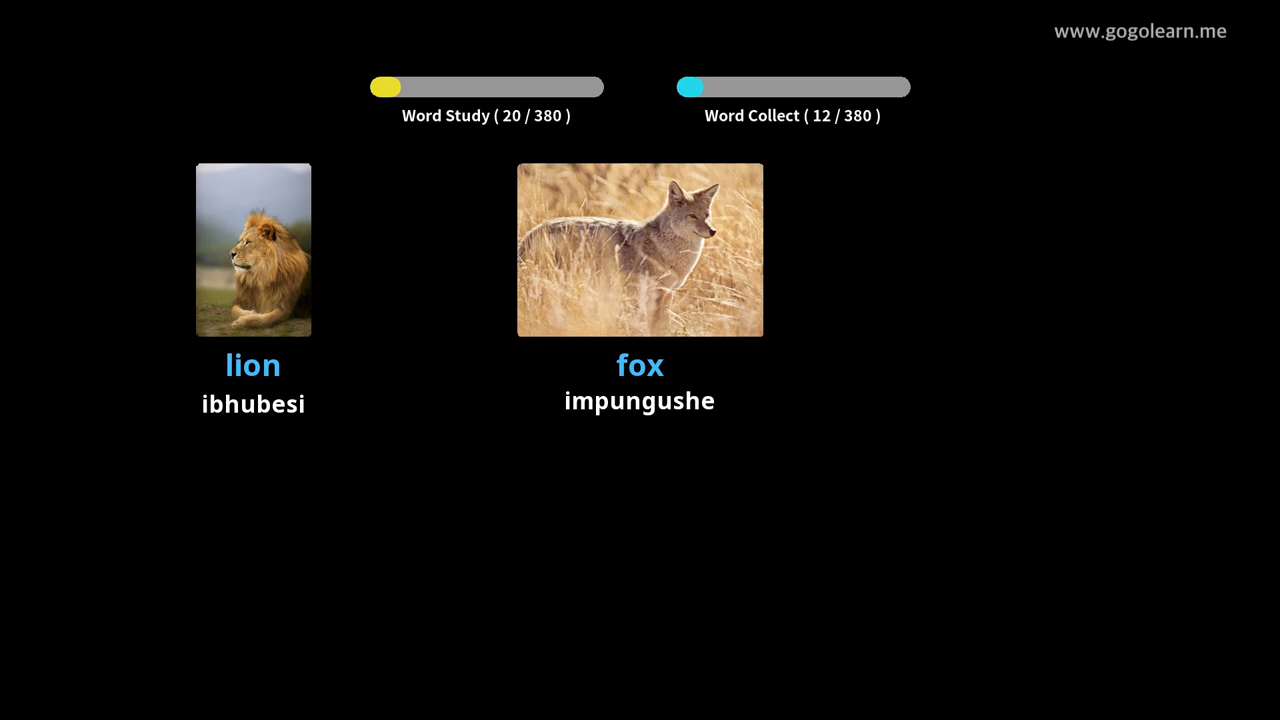 www.gogolearn.me
Word Study ( 20 / 380 )
Word Collect ( 12 / 380 )
lion
ibhubesi
fox
impungushe